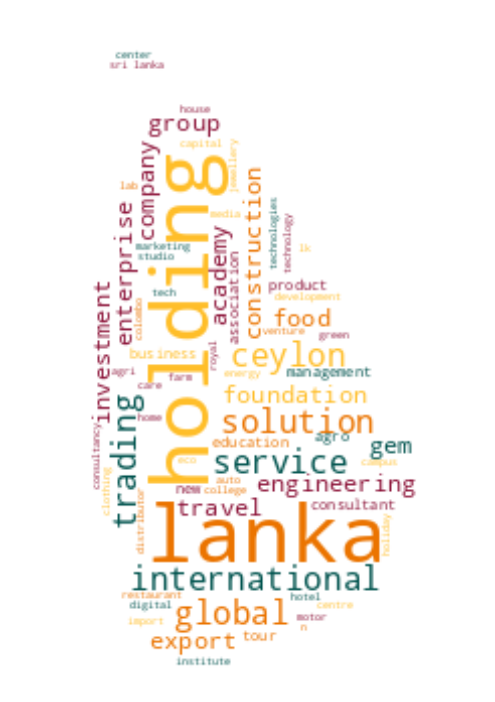 center
sri lanka
house
group
capital
jewellery
company
holding
lab
construction
enterprise
media
technologies
technology
academy
association
marketing
studio
lk
product
tech
development
colombo
investment
food
venture
green
royal
business
ceylon
agri
farm
energy
management
care
trading
foundation
home
solution
consultancy
education
agro
gem
eco
service
campus
clothing
auto
engineering
new
college
distributor
travel
consultant
lanka
holiday
international
restaurant
hotel
digital
global
centre
import
motor
n
export
tour
institute